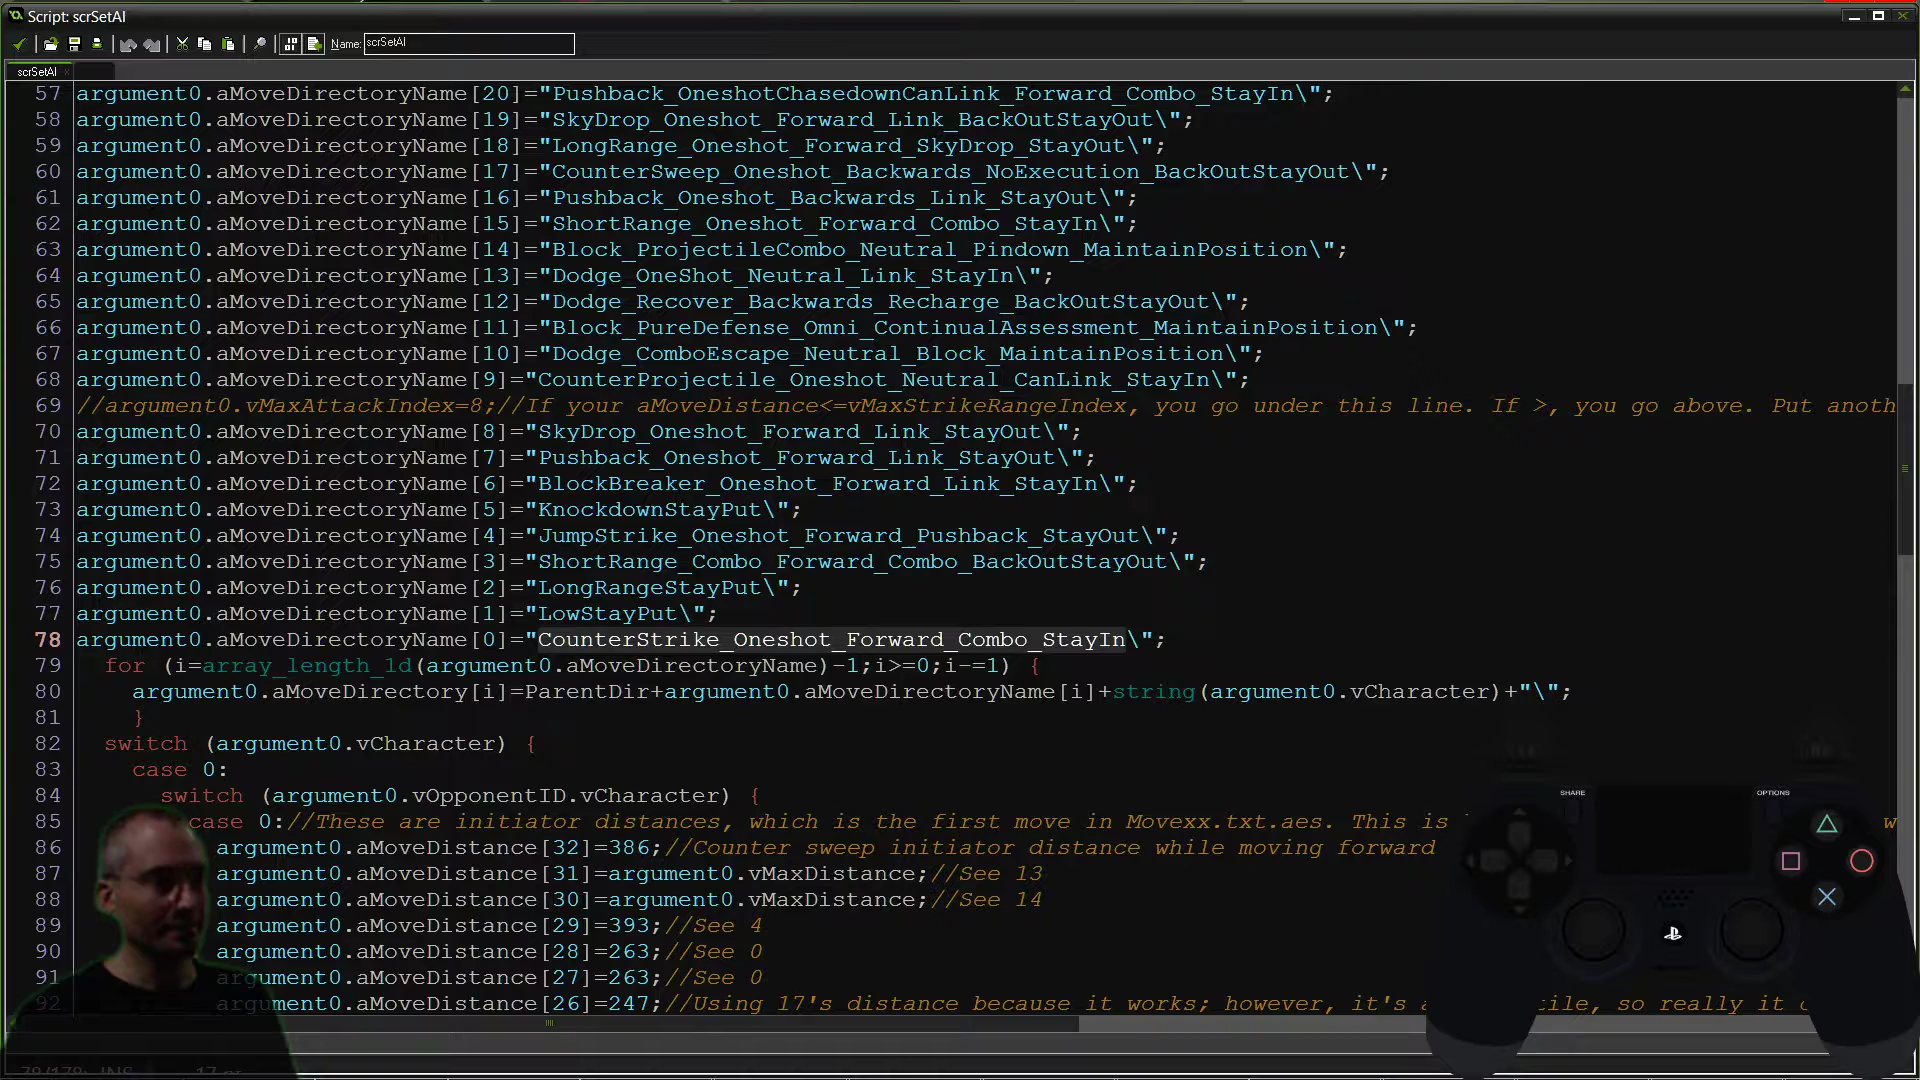 Script: scrSetAI
Name: scrSetAI
scrSetAI
57 argument0.aMoveDirectoryName[20]="Pushback_OneshotChasedownCanLink_Forward_Combo_StayIn\";
58 argument0.aMoveDirectoryName[19]="SkyDrop_Oneshot_Forward_Link_BackOutStayOut\";
59 argument0.aMoveDirectoryName[18]="LongRange_Oneshot_Forward_SkyDrop_StayOut\";
60 argument0.aMoveDirectoryName[17]="CounterSweep_Oneshot_Backwards_NoExecution_BackOutStayOut\";
61 argument0.aMoveDirectoryName[16]="Pushback_Oneshot_Backwards_Link_StayOut\";
62 argument0.aMoveDirectoryName[15]="ShortRange_Oneshot_Forward_Combo_StayIn\";
63 argument0.aMoveDirectoryName[14]="Block_ProjectileCombo_Neutral_Pindown_MaintainPosition\";
64 argument0.aMoveDirectoryName[13]="Dodge_OneShot_Neutral_Link_StayIn\";
65 argument0.aMoveDirectoryName[12]="Dodge_Recover_Backwards_Recharge_BackOutStayOut\";
66 argument0.aMoveDirectoryName[11]="Block_PureDefense_Omni_ContinualAssessment_MaintainPosition\";
67 argument0.aMoveDirectoryName[10]="Dodge_ComboEscape_Neutral_Block_MaintainPosition\";
68 argument0.aMoveDirectoryName[9]="CounterProjectile_Oneshot_Neutral_CanLink_StayIn\";
69 //argument0.vMaxAttackIndex=8;//If your aMoveDistance<=vMaxStrikeRangeIndex, you go under this line. If >, you go above. Put anoth
70 argument0.aMoveDirectoryName[8]="SkyDrop_Oneshot_Forward_Link_StayOut\";
71 argument0.aMoveDirectoryName[7]="Pushback_Oneshot_Forward_Link_StayOut\";
72 argument0.aMoveDirectoryName[6]="BlockBreaker_Oneshot_Forward_Link_StayIn\";
73 argument0.aMoveDirectoryName[5]="KnockdownStayPut\";
74 argument0.aMoveDirectoryName[4]="JumpStrike_Oneshot_Forward_Pushback_StayOut\";
75 argument0.aMoveDirectoryName[3]="ShortRange_Combo_Forward_Combo_BackOutStayOut\";
76 argument0.aMoveDirectoryName[2]="LongRangeStayPut\";
77 argument0.aMoveDirectoryName[1]="LowStayPut\";
78 argument0.aMoveDirectoryName[0]="CounterStrike_Oneshot_Forward_Combo_StayIn\";
79 for (i=array_length_1d(argument0.aMoveDirectoryName)-1;i>=0;i-=1) {
80 argument0.aMoveDirectory[i]=ParentDir+argument0.aMoveDirectoryName[i]+string(argument0.vCharacter)+"\";
81 }
82 switch (argument0.vCharacter) {
83 case 0:
84 switch (argument0.vOpponentID.vCharacter) {
85 case 0://These are initiator distances, which is the first move in Movexx.txt.aes. This is
86 argument0.aMoveDistance[32]=386;//Counter sweep initiator distance while moving forward
87 argument0.aMoveDistance[31]=argument0.vMaxDistance;//See 13
88 argument0.aMoveDistance[30]=argument0.vMaxDistance;//See 14
89 argument0.aMoveDistance[29]=393;//See 4
90 argument0.aMoveDistance[28]=263;//See 0
91 argument0.aMoveDistance[27]=263;//See 0
92 argument0.aMoveDistance[26]=247;//Using 17's distance because it works; however, it's a tile, so really it
SHARE
OPTIONS